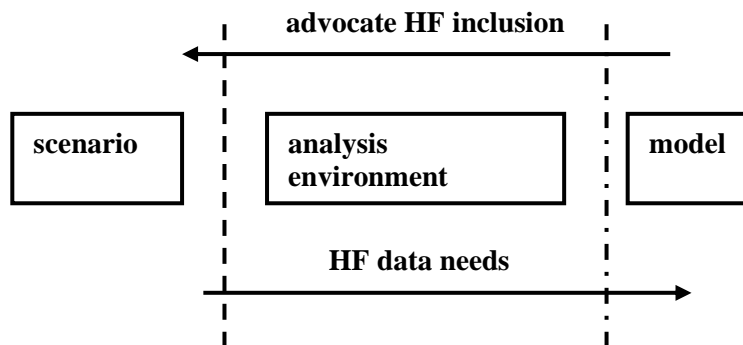 advocate HF inclusion
scenario
analysis
environment
model
HF data needs